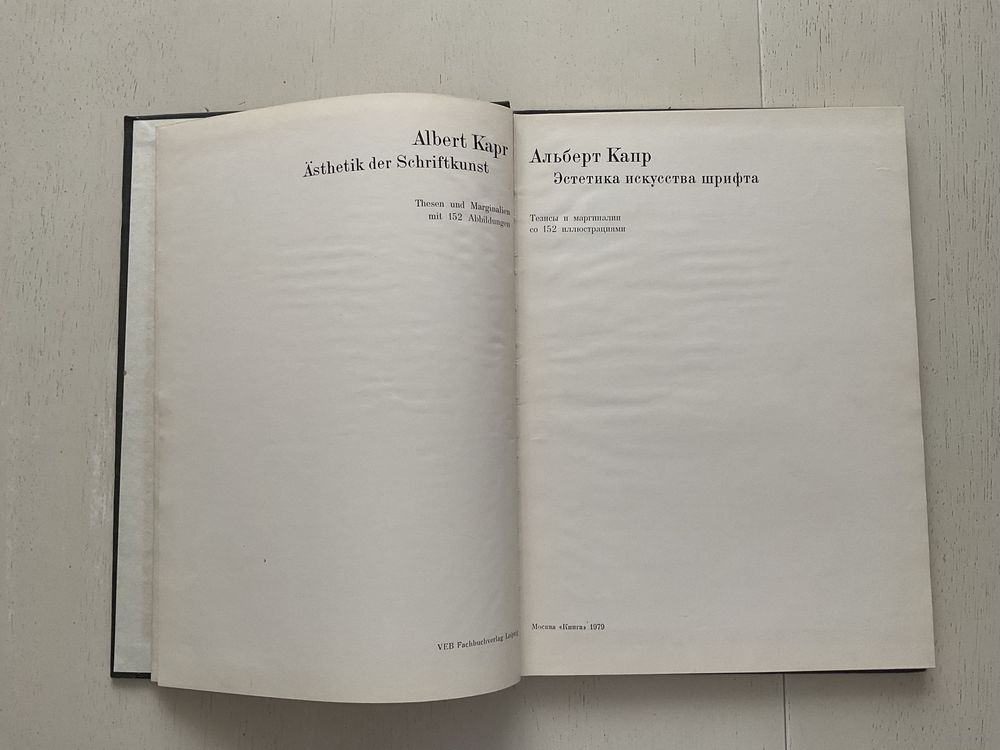 Albert Kapr
Ästhetik der Schriftkunst
Thesen und Marginalien
mit 152 Abbildungen
VEB Fachbuchverlag Leipzig
Альберт Капр
Эстетика искусства шрифта
Тезисы и маргиналии
со 152 иллюстрациями
Москва «Книга» 1979